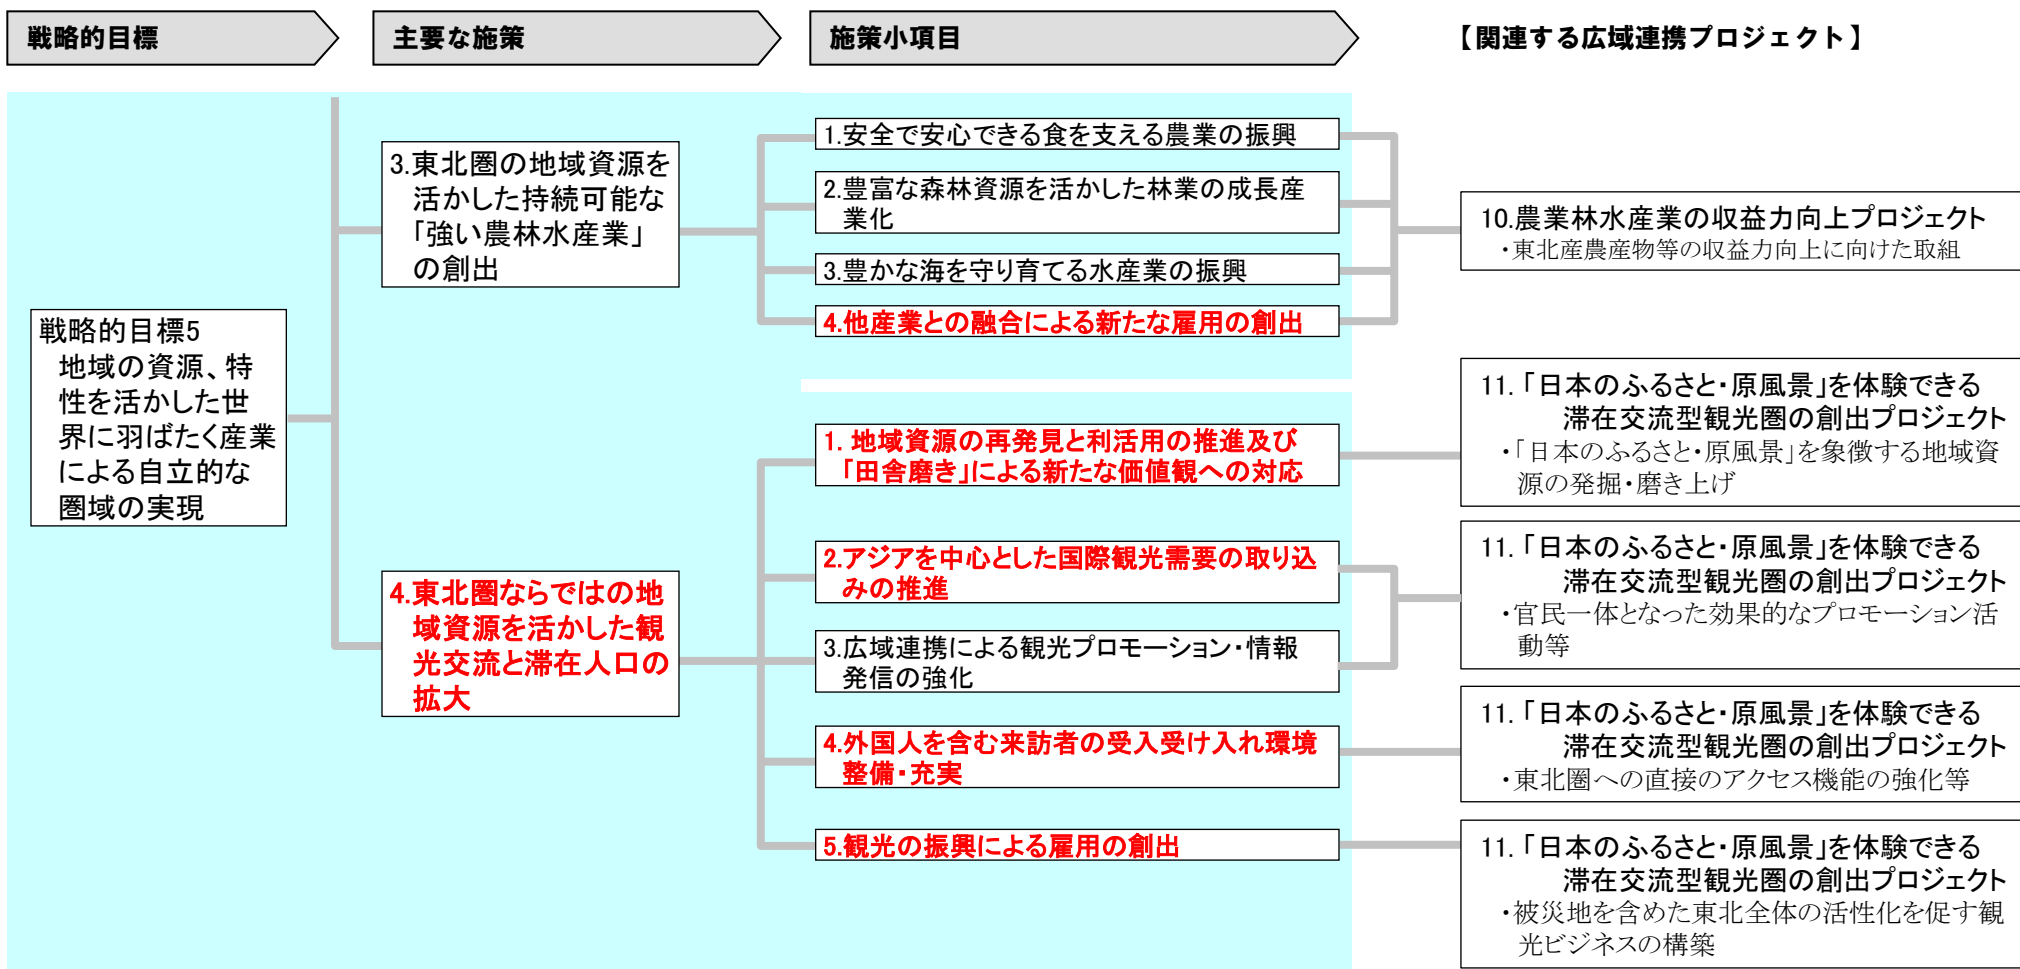 戦略的目標
主要な施策
施策小項目
【関連する広域連携プロジェクト】
戦略的目標5
地域の資源、特
性を活かした世
界に羽ばたく産業
による自立的な
圏域の実現
3.東北圏の地域資源を
活かした持続可能な
「強い農林水産業」
の創出
1.安全で安心できる食を支える農業の振興
2.豊富な森林資源を活かした林業の成長産
業化
3.豊かな海を守り育てる水産業の振興
4.他産業との融合による新たな雇用の創出
10.農業林水産業の収益力向上プロジェクト
・東北産農産物等の収益力向上に向けた取組
4.東北圏ならではの地
域資源を活かした観
光交流と滞在人口の
拡大
1. 地域資源の再発見と利活用の推進及び
「田舎磨き」による新たな価値観への対応
2.アジアを中心とした国際観光需要の取り込
みの推進
3.広域連携による観光プロモーション・情報
発信の強化
4.外国人を含む来訪者の受入受け入れ環境
整備・充実
5.観光の振興による雇用の創出
11.「日本のふるさと・原風景」を体験できる
滞在交流型観光圏の創出プロジェクト
・「日本のふるさと・原風景」を象徴する地域資
源の発掘・磨き上げ
11.「日本のふるさと・原風景」を体験できる
滞在交流型観光圏の創出プロジェクト
・官民一体となった効果的なプロモーション活
動等
11.「日本のふるさと・原風景」を体験できる
滞在交流型観光圏の創出プロジェクト
・東北圏への直接のアクセス機能の強化等
11.「日本のふるさと・原風景」を体験できる
滞在交流型観光圏の創出プロジェクト
・被災地を含めた東北全体の活性化を促す観
光ビジネスの構築